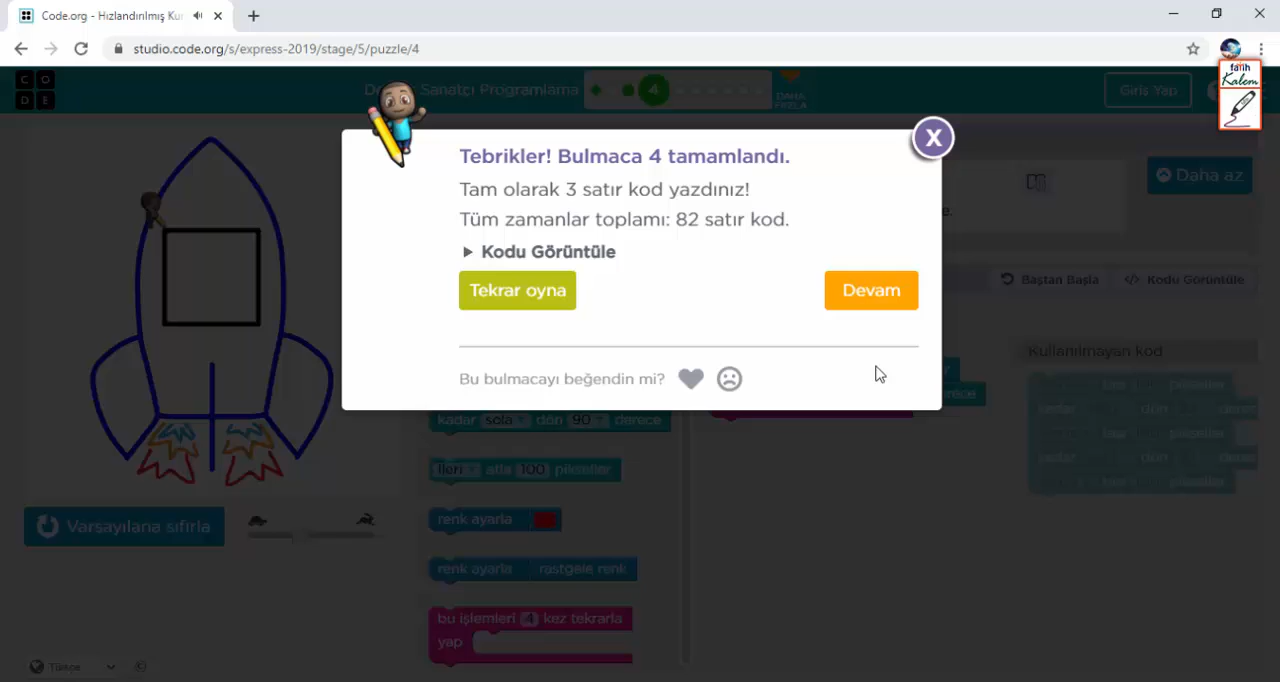 Code.org - Hızlandırılmış Ku
studio.code.org/s/express-2019/stage/5/puzzle/4
C O
D E
Sanatçı Programlama
4
DAHA
FAZLA
Giriş Yap
fatih
Kalem
Tebrikler! Bulmaca 4 tamamlandı.
X
Tam olarak 3 satır kod yazdınız!
Daha az
Tüm zamanlar toplamı: 82 satır kod.
Kodu Görüntüle
Baştan Başla
Kodu Görüntüle
Tekrar oyna
Devam
Kullanılmayan kod
Bu bulmacayı beğendin mi?
kadar sola dön 90 derece
ileri atla 100 pikseller
renk ayarla
Varsayılana sıfırla
renk ayarla rastgele renk
bu işlemleri 4 kez tekrarla
yap
Türkçe